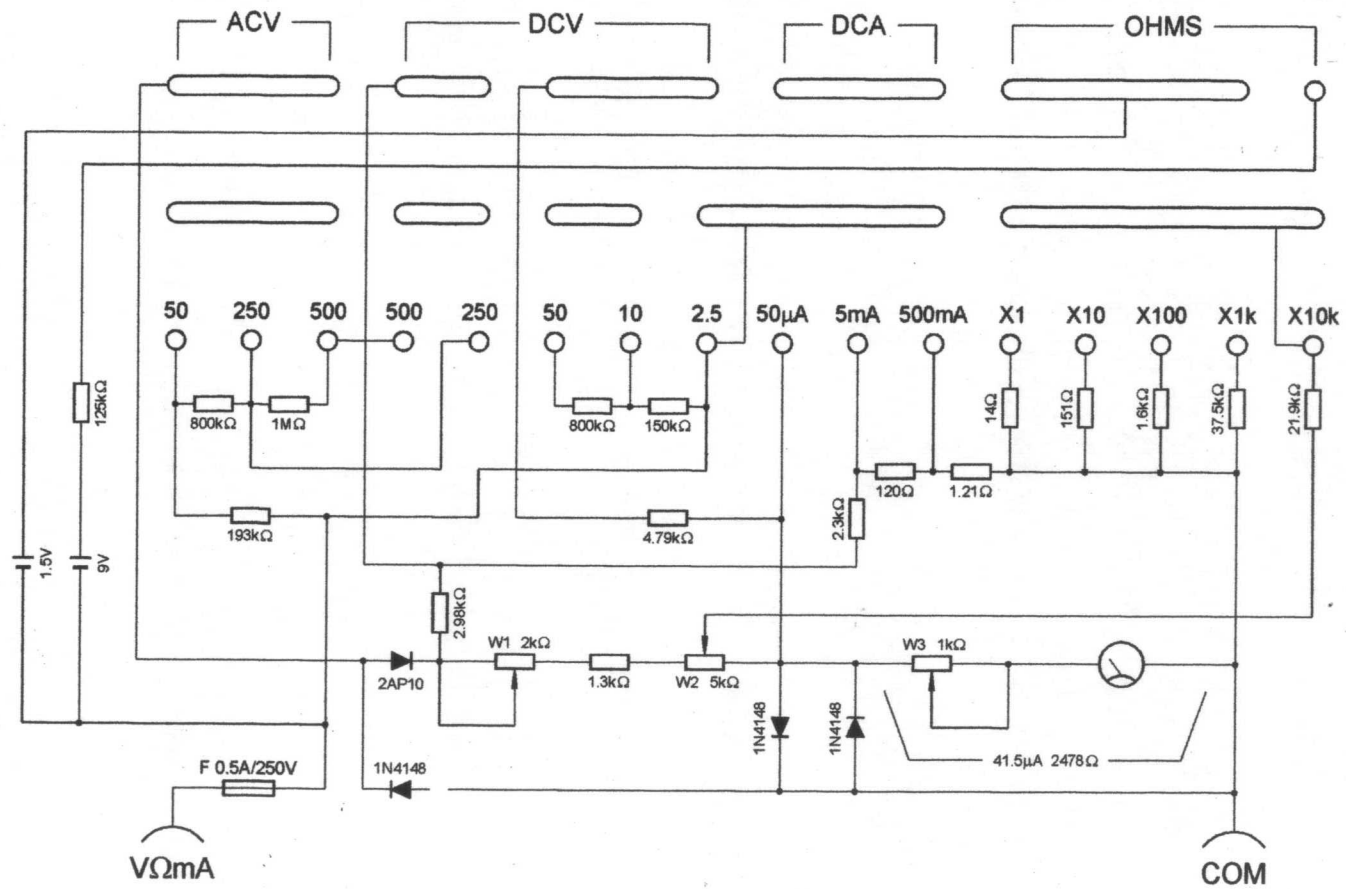 ACV DCV DCA OHMS
50 250 500 500 250 50 10 2.5 50μA 5mA 500mA X1 X10 X100 X1k X10k
125kΩ
800kΩ 1MΩ 800kΩ 150kΩ
14Ω 151Ω 1.6kΩ 37.5kΩ 21.9kΩ
120Ω 1.21Ω
193kΩ 4.79kΩ 2.3kΩ
1.5V 9V
2.98kΩ
W1 2kΩ W3 1kΩ
2AP10 1.3kΩ W2 5kΩ
1N4148 1N4148
41.5μA 2478Ω
F 0.5A/250V 1N4148
VΩmA COM